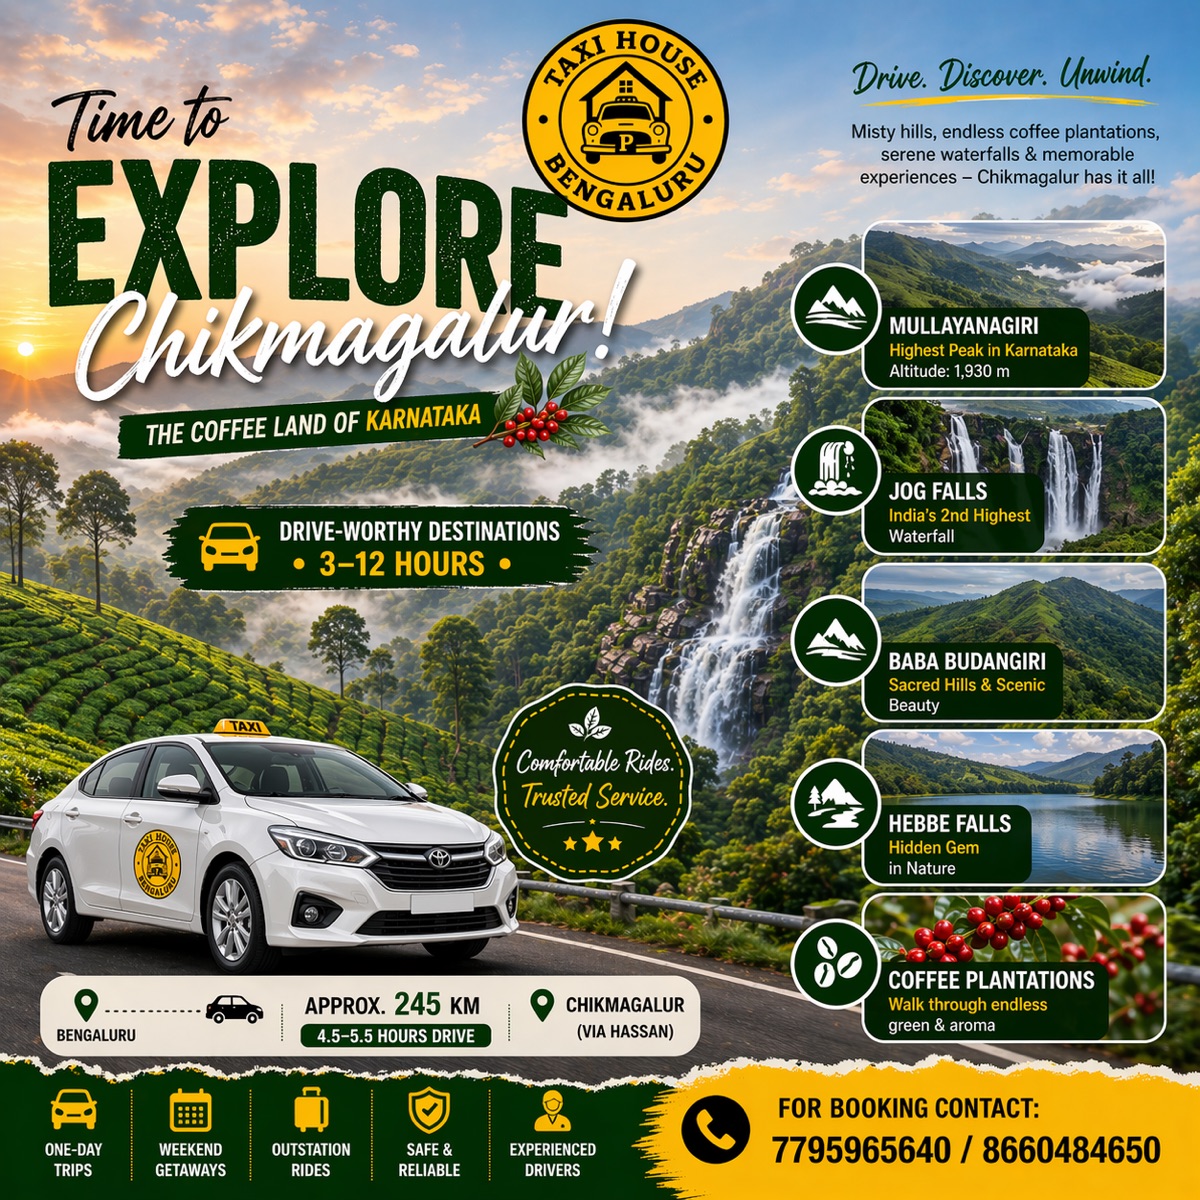 TAXI HOUSE
P
BENGALURU
Time to
EXPLORE
Chikmagalur!
THE COFFEE LAND OF KARNATAKA
DRIVE-WORTHY DESTINATIONS
• 3–12 HOURS •
Drive. Discover. Unwind.
Misty hills, endless coffee plantations,
serene waterfalls & memorable
experiences – Chikmagalur has it all!
MULLAYANAGIRI
Highest Peak in Karnataka
Altitude: 1,930 m
JOG FALLS
India's 2nd Highest
Waterfall
BABA BUDANGIRI
Sacred Hills & Scenic
Beauty
HEBBE FALLS
Hidden Gem
in Nature
COFFEE PLANTATIONS
Walk through endless
green & aroma
Comfortable Rides.
Trusted Service.
TAXI
TAXI HOUSE
BENGALURU
BENGALURU
APPROX. 245 KM
4.5–5.5 HOURS DRIVE
CHIKMAGALUR
(VIA HASSAN)
ONE-DAY
TRIPS
WEEKEND
GETAWAYS
OUTSTATION
RIDES
SAFE &
RELIABLE
EXPERIENCED
DRIVERS
FOR BOOKING CONTACT:
7795965640 / 8660484650